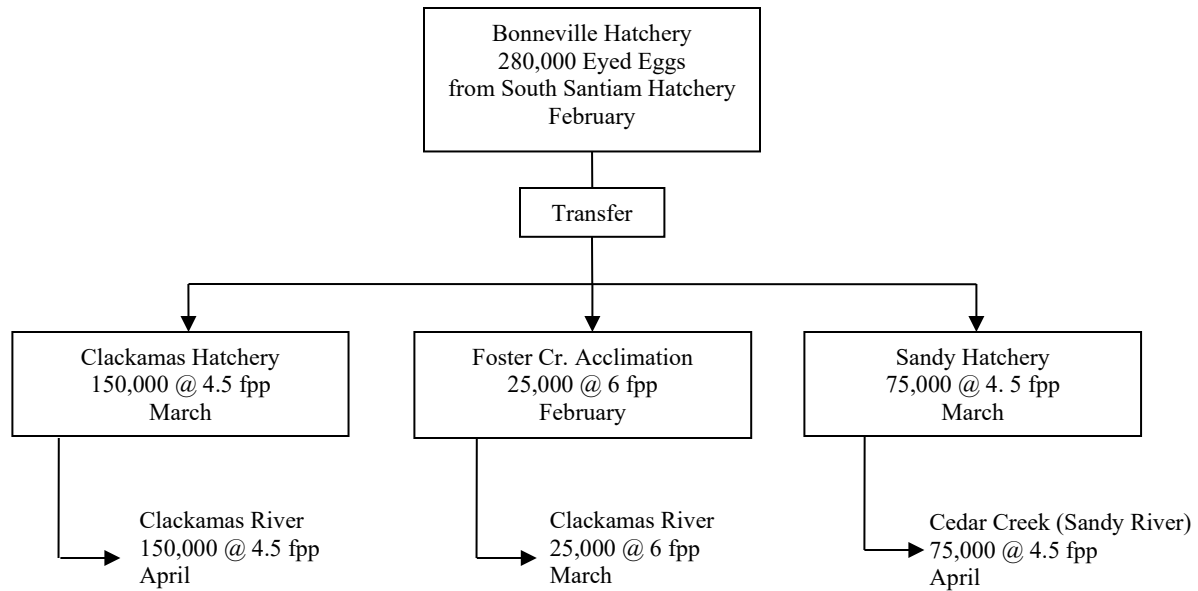 Bonneville Hatchery
280,000 Eyed Eggs
from South Santiam Hatchery
February
Transfer
Clackamas Hatchery
150,000 @ 4.5 fpp
March
Foster Cr. Acclimation
25,000 @ 6 fpp
February
Sandy Hatchery
75,000 @ 4. 5 fpp
March
Clackamas River
150,000 @ 4.5 fpp
April
Clackamas River
25,000 @ 6 fpp
March
Cedar Creek (Sandy River)
75,000 @ 4.5 fpp
April